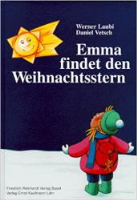 Werner Laubi
Daniel Vetsch
Emma
findet den
Weihnachtsstern
Friedrich Reinhardt Verlag Basel
Verlag Ernst Kaufmann Lahr